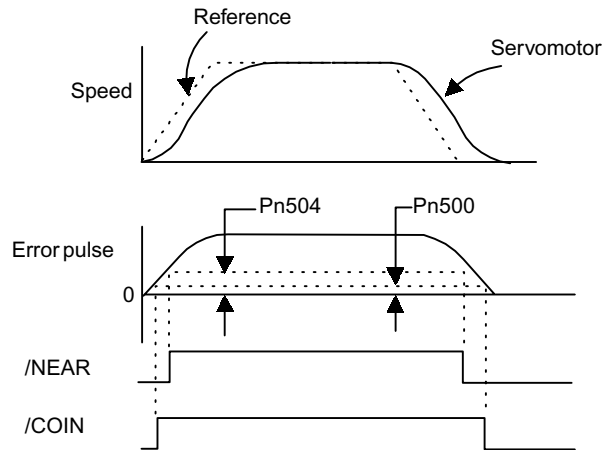 Reference
Servomotor
Speed
Pn504
Pn500
Error pulse
0
/NEAR
/COIN